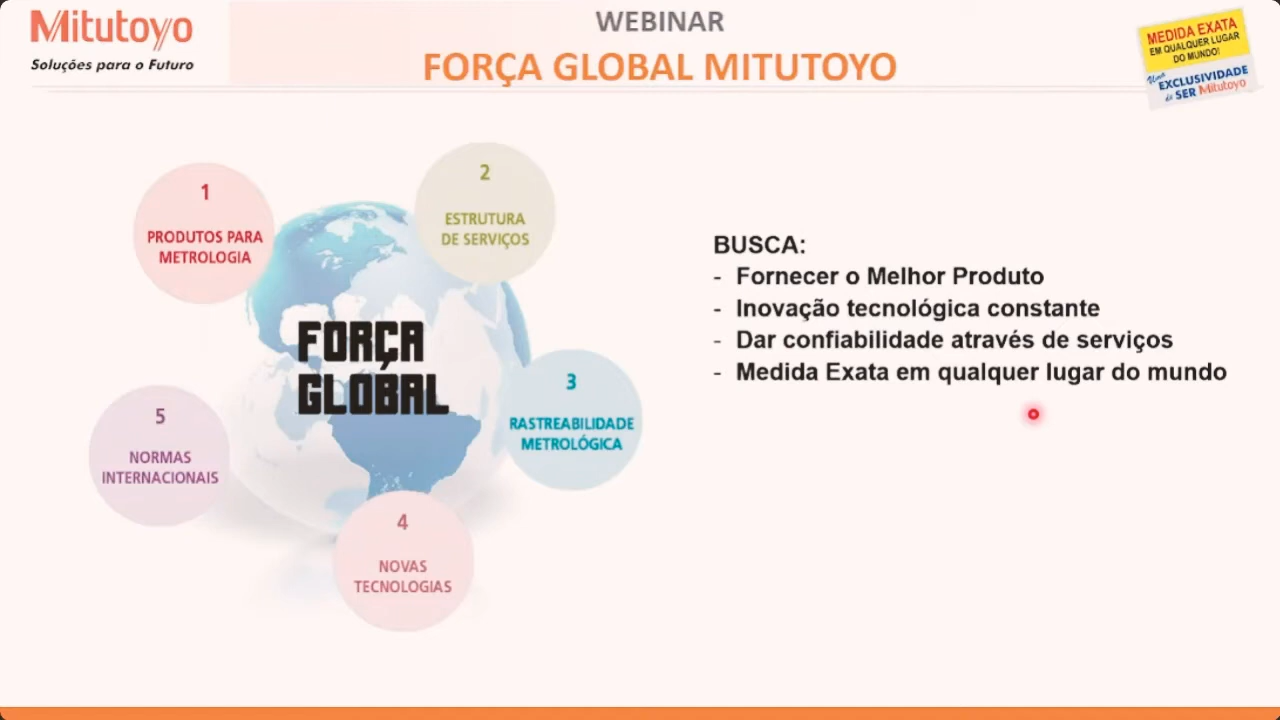 Mitutoyo
Soluções para o Futuro
WEBINAR
FORÇA GLOBAL MITUTOYO
MEDIDA EXATA
EM QUALQUER LUGAR
DO MUNDO!
Uma
EXCLUSIVIDADE
de SER Mitutoyo
1
PRODUTOS PARA
METROLOGIA
2
ESTRUTURA
DE SERVIÇOS
FORÇA
GLOBAL
3
RASTREABILIDADE
METROLÓGICA
4
NOVAS
TECNOLOGIAS
5
NORMAS
INTERNACIONAIS
BUSCA:
- Fornecer o Melhor Produto
- Inovação tecnológica constante
- Dar confiabilidade através de serviços
- Medida Exata em qualquer lugar do mundo